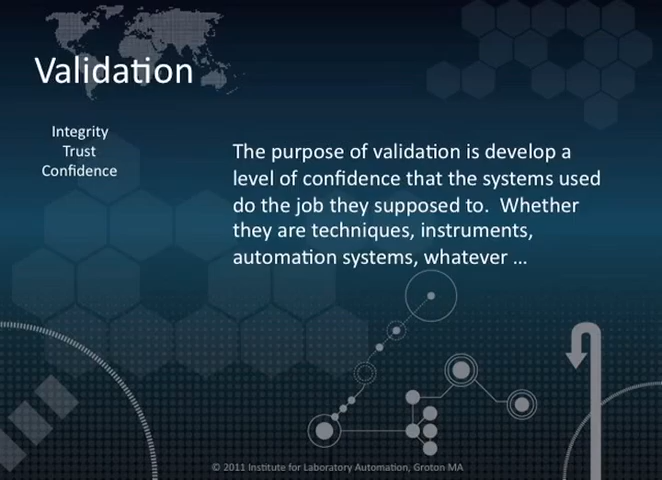 Validation
Integrity
Trust
Confidence
The purpose of validation is develop a
level of confidence that the systems used
do the job they supposed to.  Whether
they are techniques, instruments,
automation systems, whatever ...
© 2011 Institute for Laboratory Automation, Groton MA